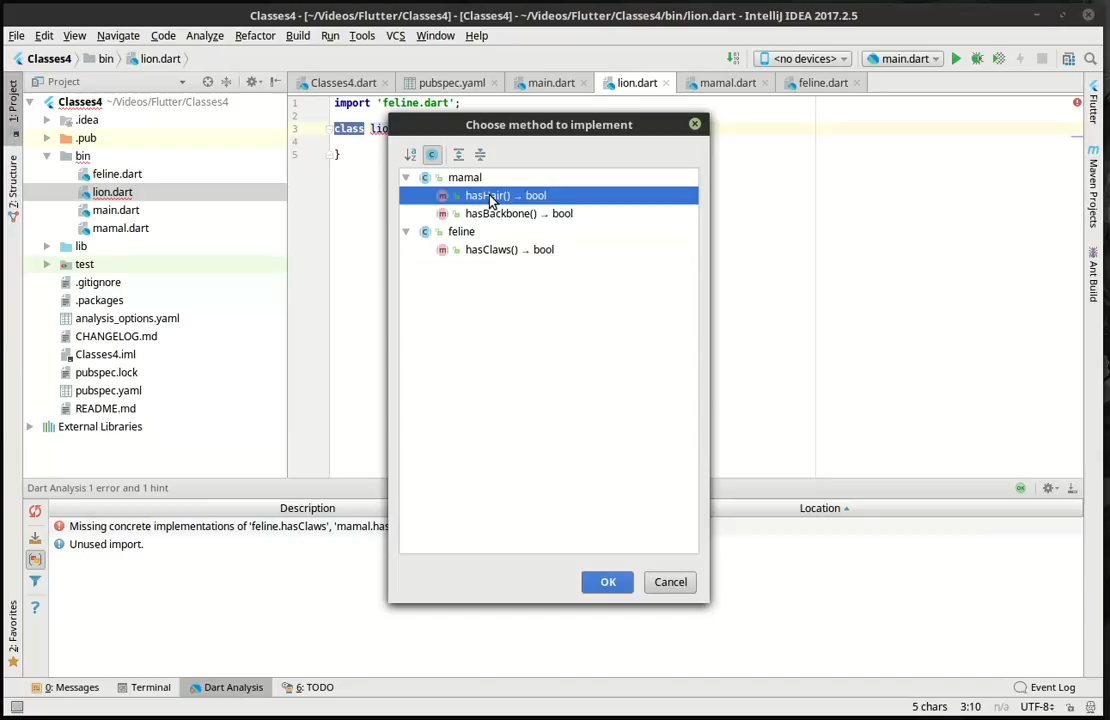 Classes4 - [~/Videos/Flutter/Classes4] - [Classes4] - ~/Videos/Flutter/Classes4/bin/lion.dart - IntelliJ IDEA 2017.2.5
File Edit View Navigate Code Analyze Refactor Build Run Tools VCS Window Help
Classes4 bin lion.dart <no devices> main.dart
Project
Classes4.dart pubspec.yaml main.dart lion.dart mamal.dart feline.dart
1: Project
7: Structure
2: Favorites
Classes4 ~/Videos/Flutter/Classes4
.idea
.pub
bin
feline.dart
lion.dart
main.dart
mamal.dart
lib
test
.gitignore
.packages
analysis_options.yaml
CHANGELOG.md
Classes4.iml
pubspec.lock
pubspec.yaml
README.md
External Libraries
1 import 'feline.dart';
2
3 class lio
4
5 }
Choose method to implement
mamal
hasHair() → bool
hasBackbone() → bool
feline
hasClaws() → bool
OK Cancel
Flutter
Maven Projects
Ant Build
Dart Analysis 1 error and 1 hint
Description Location
Missing concrete implementations of 'feline.hasClaws', 'mamal.has
Unused import.
0: Messages Terminal Dart Analysis 6: TODO Event Log
5 chars 3:10 n/a UTF-8